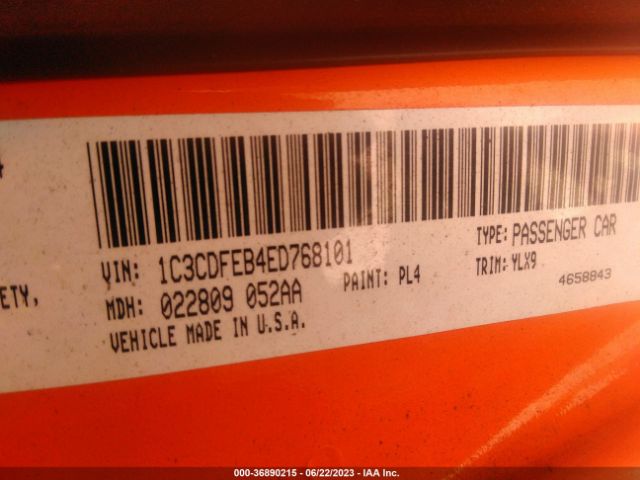 VIN: 1C3CDFEB4ED768101
TYPE: PASSENGER CAR
ETY,
MDH: 022809 052AA
PAINT: PL4
TRIM: YLX9
4658843
VEHICLE MADE IN U.S.A.
000-36890215 - 06/22/2023 - IAA Inc.